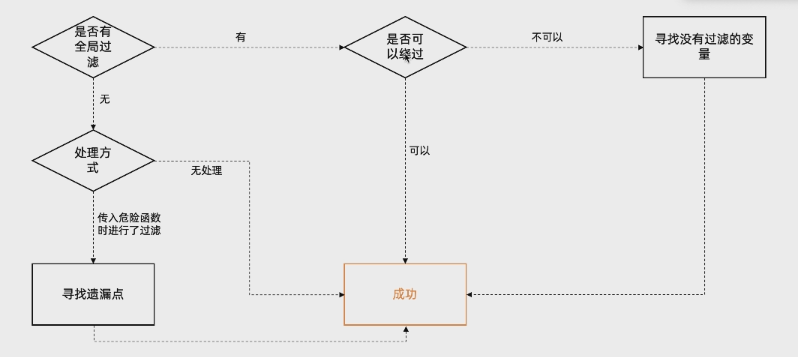 是否有
全局过
滤
有
是否可
以绕过
不可以
寻找没有过滤的变
量
无
处理方
式
无处理
可以
传入危险函数
时进行了过滤
寻找遗漏点
成功